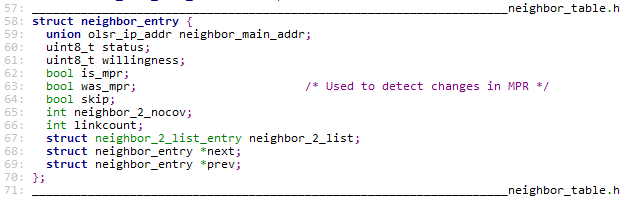 57: ____________________________________________________________________neighbor_table.h
58: struct neighbor_entry {
59:   union olsr_ip_addr neighbor_main_addr;
60:   uint8_t status;
61:   uint8_t willingness;
62:   bool is_mpr;
63:   bool was_mpr;                        /* Used to detect changes in MPR */
64:   bool skip;
65:   int neighbor_2_nocov;
66:   int linkcount;
67:   struct neighbor_2_list_entry neighbor_2_list;
68:   struct neighbor_entry *next;
69:   struct neighbor_entry *prev;
70: };
71: ____________________________________________________________________neighbor_table.h